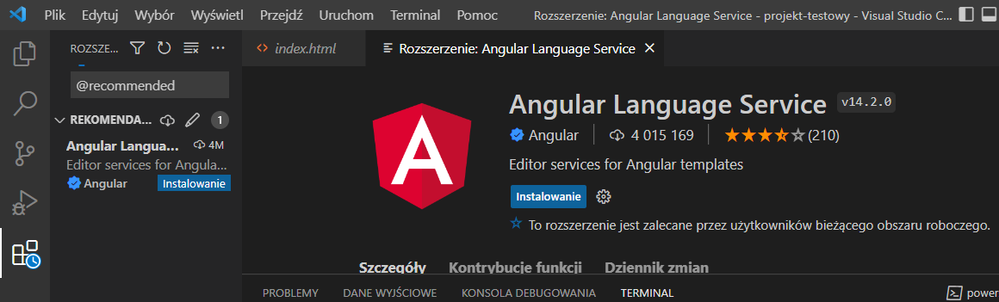 Plik Edytuj Wybór Wyświetl Przejdź Uruchom Terminal Pomoc Rozszerzenie: Angular Language Service - projekt-testowy - Visual Studio C...
ROZSZE...
index.html Rozszerzenie: Angular Language Service
@recommended
REKOMENDA... 1
Angular Langua... 4M
Editor services for Angula...
Angular Instalowanie
Angular Language Service v14.2.0
Angular 4 015 169 (210)
Editor services for Angular templates
Instalowanie
To rozszerzenie jest zalecane przez użytkowników bieżącego obszaru roboczego.
Szczegóły Kontrybucje funkcji Dziennik zmian
PROBLEMY DANE WYJŚCIOWE KONSOLA DEBUGOWANIA TERMINAL power